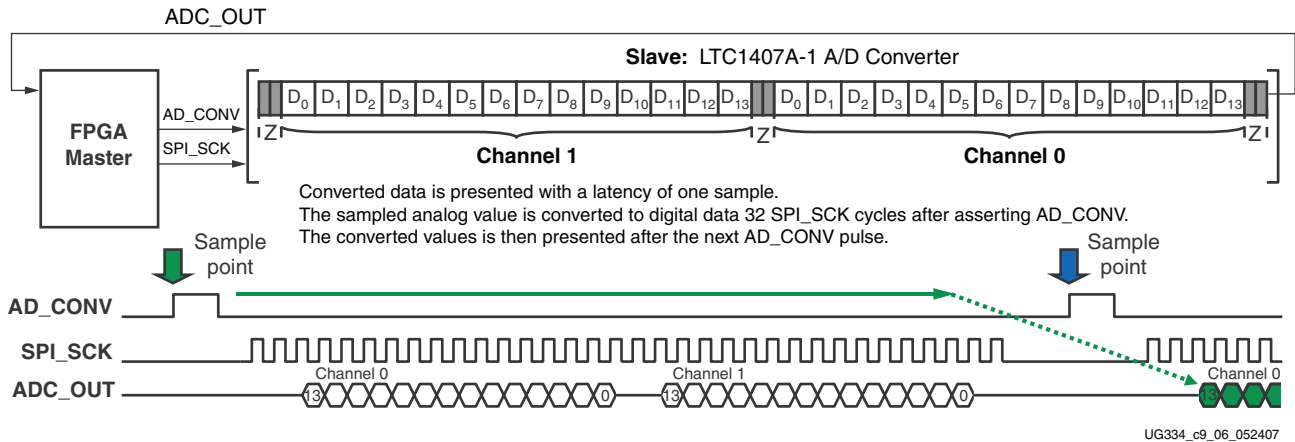 ADC_OUT
Slave: LTC1407A-1 A/D Converter
D0 D1 D2 D3 D4 D5 D6 D7 D8 D9 D10 D11 D12 D13 D0 D1 D2 D3 D4 D5 D6 D7 D8 D9 D10 D11 D12 D13
FPGA
Master
AD_CONV
SPI_SCK
Z Z Z
Channel 1 Channel 0
Converted data is presented with a latency of one sample.
The sampled analog value is converted to digital data 32 SPI_SCK cycles after asserting AD_CONV.
The converted values is then presented after the next AD_CONV pulse.
Sample
point
Sample
point
AD_CONV
SPI_SCK
Channel 0 Channel 1 Channel 0
ADC_OUT 13 0 13 0 13
UG334_c9_06_052407